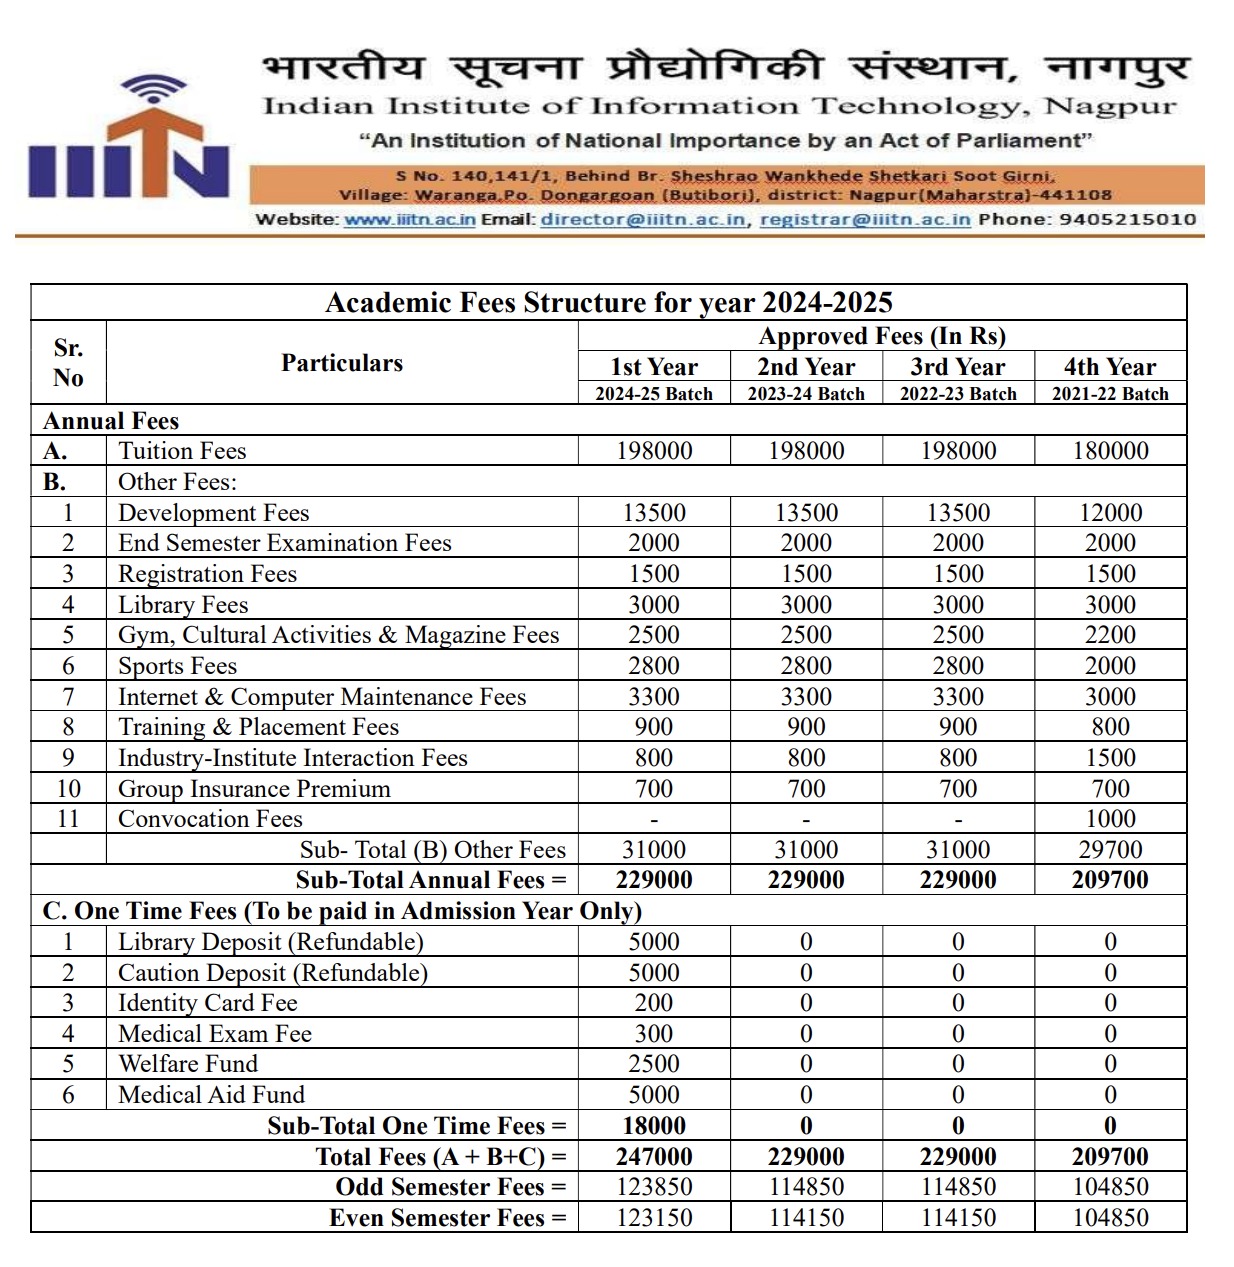 भारतीय सूचना प्रौद्योगिकी संस्थान, नागपुर
Indian Institute of Information Technology, Nagpur
“An Institution of National Importance by an Act of Parliament”
IIITN
S No. 140,141/1, Behind Br. Sheshrao Wankhede Shetkari Soot Girni,
Village: Waranga,Po. Dongargoan (Butibori), district: Nagpur(Maharstra)-441108
Website: www.iiitn.ac.in Email: director@iiitn.ac.in, registrar@iiitn.ac.in Phone: 9405215010
Academic Fees Structure for year 2024-2025
Sr. No Particulars Approved Fees (In Rs)
1st Year 2nd Year 3rd Year 4th Year
2024-25 Batch 2023-24 Batch 2022-23 Batch 2021-22 Batch
Annual Fees
A. Tuition Fees 198000 198000 198000 180000
B. Other Fees:
1 Development Fees 13500 13500 13500 12000
2 End Semester Examination Fees 2000 2000 2000 2000
3 Registration Fees 1500 1500 1500 1500
4 Library Fees 3000 3000 3000 3000
5 Gym, Cultural Activities & Magazine Fees 2500 2500 2500 2200
6 Sports Fees 2800 2800 2800 2000
7 Internet & Computer Maintenance Fees 3300 3300 3300 3000
8 Training & Placement Fees 900 900 900 800
9 Industry-Institute Interaction Fees 800 800 800 1500
10 Group Insurance Premium 700 700 700 700
11 Convocation Fees - - - 1000
Sub- Total (B) Other Fees 31000 31000 31000 29700
Sub-Total Annual Fees = 229000 229000 229000 209700
C. One Time Fees (To be paid in Admission Year Only)
1 Library Deposit (Refundable) 5000 0 0 0
2 Caution Deposit (Refundable) 5000 0 0 0
3 Identity Card Fee 200 0 0 0
4 Medical Exam Fee 300 0 0 0
5 Welfare Fund 2500 0 0 0
6 Medical Aid Fund 5000 0 0 0
Sub-Total One Time Fees = 18000 0 0 0
Total Fees (A + B+C) = 247000 229000 229000 209700
Odd Semester Fees = 123850 114850 114850 104850
Even Semester Fees = 123150 114150 114150 104850